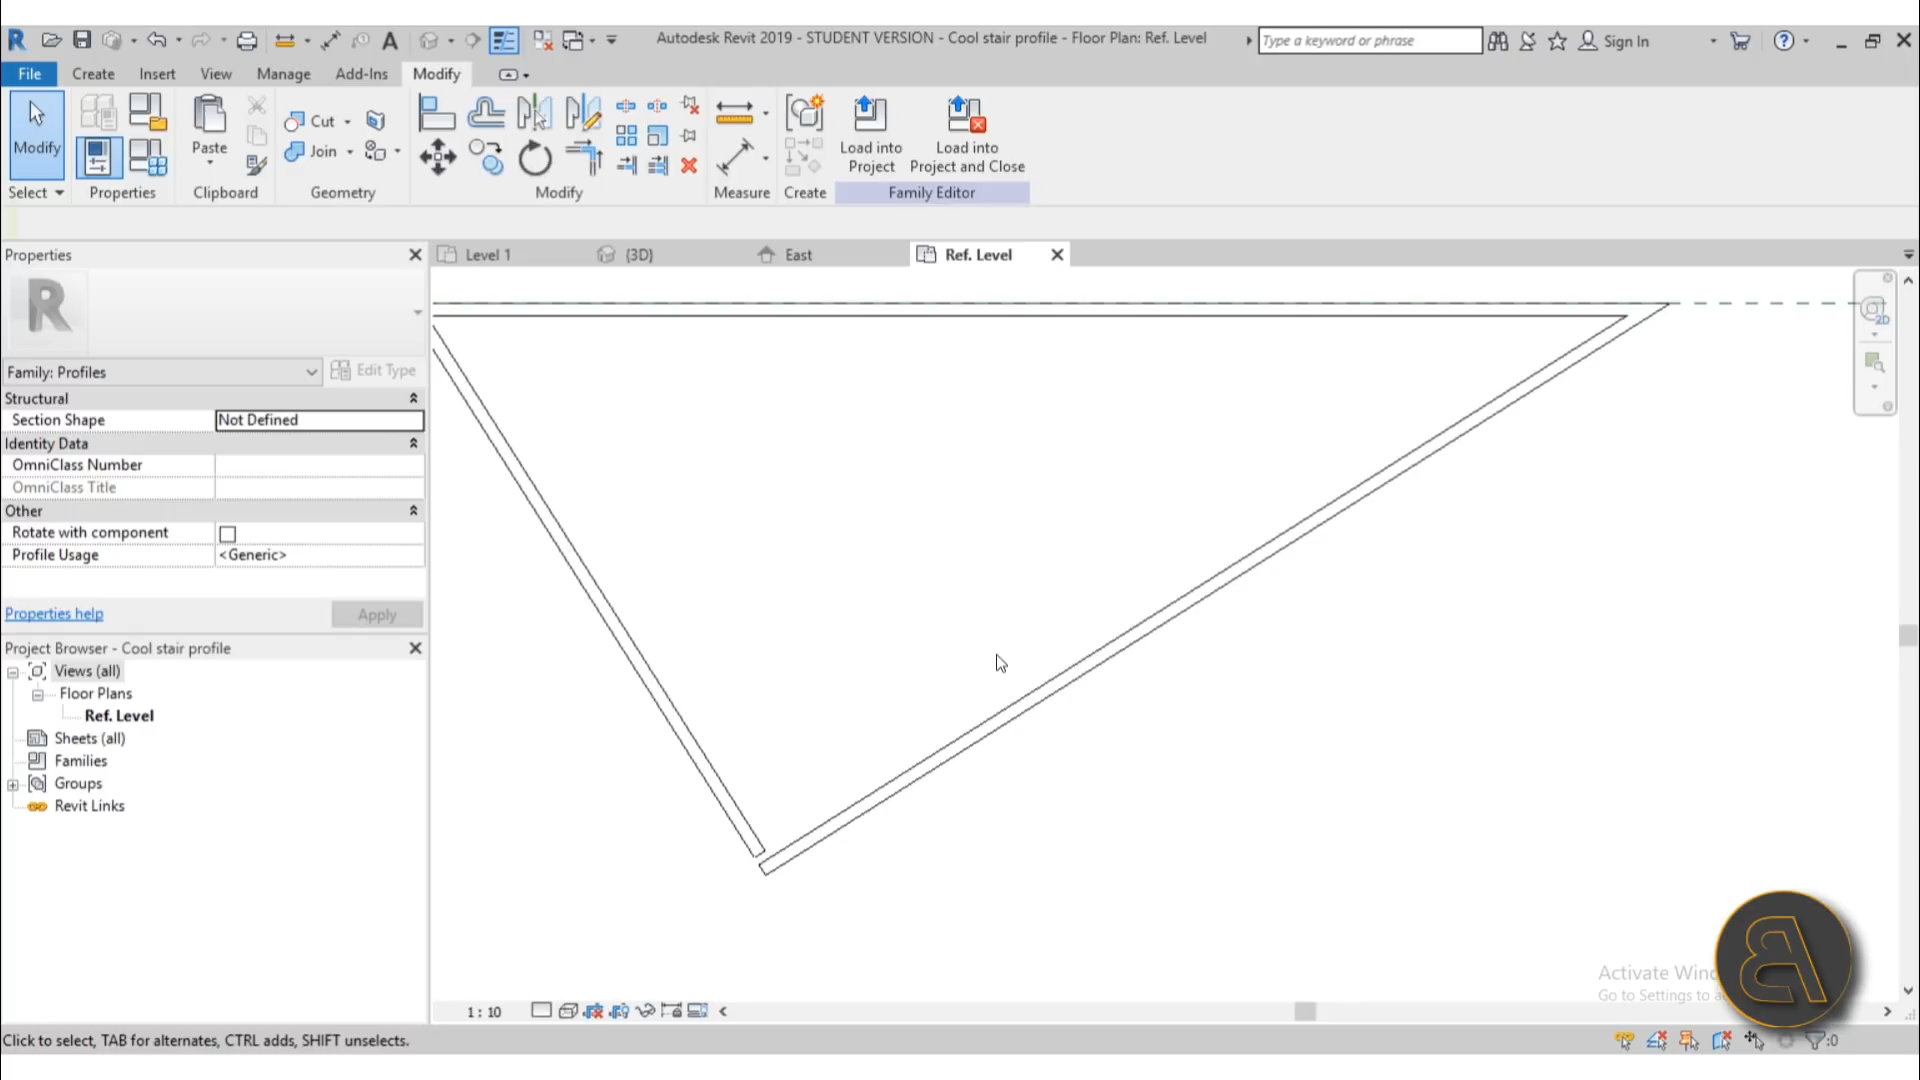 Autodesk Revit 2019 - STUDENT VERSION - Cool stair profile - Floor Plan: Ref. Level
Type a keyword or phrase
Sign In
File
Create
Insert
View
Manage
Add-Ins
Modify
Modify
Paste
Cut
Join
Load into
Project
Load into
Project and Close
Select
Properties
Clipboard
Geometry
Modify
Measure
Create
Family Editor
Properties
Level 1
{3D}
East
Ref. Level
2D
R
Family: Profiles
Edit Type
Structural
Section Shape
Not Defined
Identity Data
OmniClass Number
OmniClass Title
Other
Rotate with component
Profile Usage
<Generic>
Properties help
Apply
Project Browser - Cool stair profile
Views (all)
Floor Plans
Ref. Level
Sheets (all)
Families
Groups
Revit Links
Activate Wind
Go to Settings to a
1 : 10
Click to select, TAB for alternates, CTRL adds, SHIFT unselects.
:0